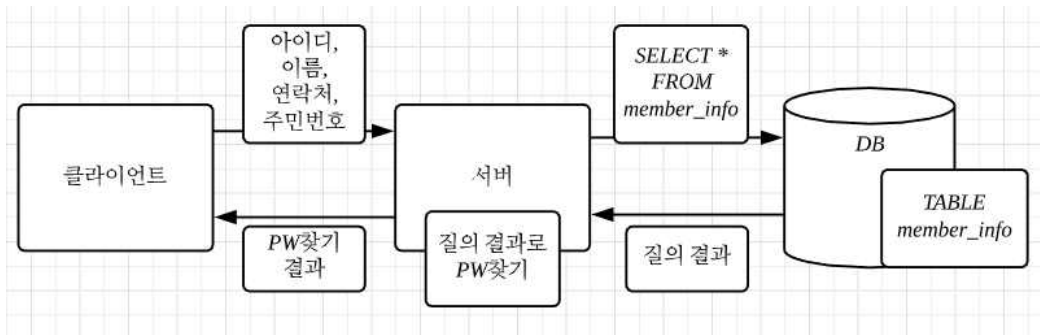 클라이언트
아이디,
이름,
연락처,
주민번호
서버
SELECT *
FROM
member_info
DB
TABLE
member_info
PW찾기
결과
질의 결과로
PW찾기
질의 결과